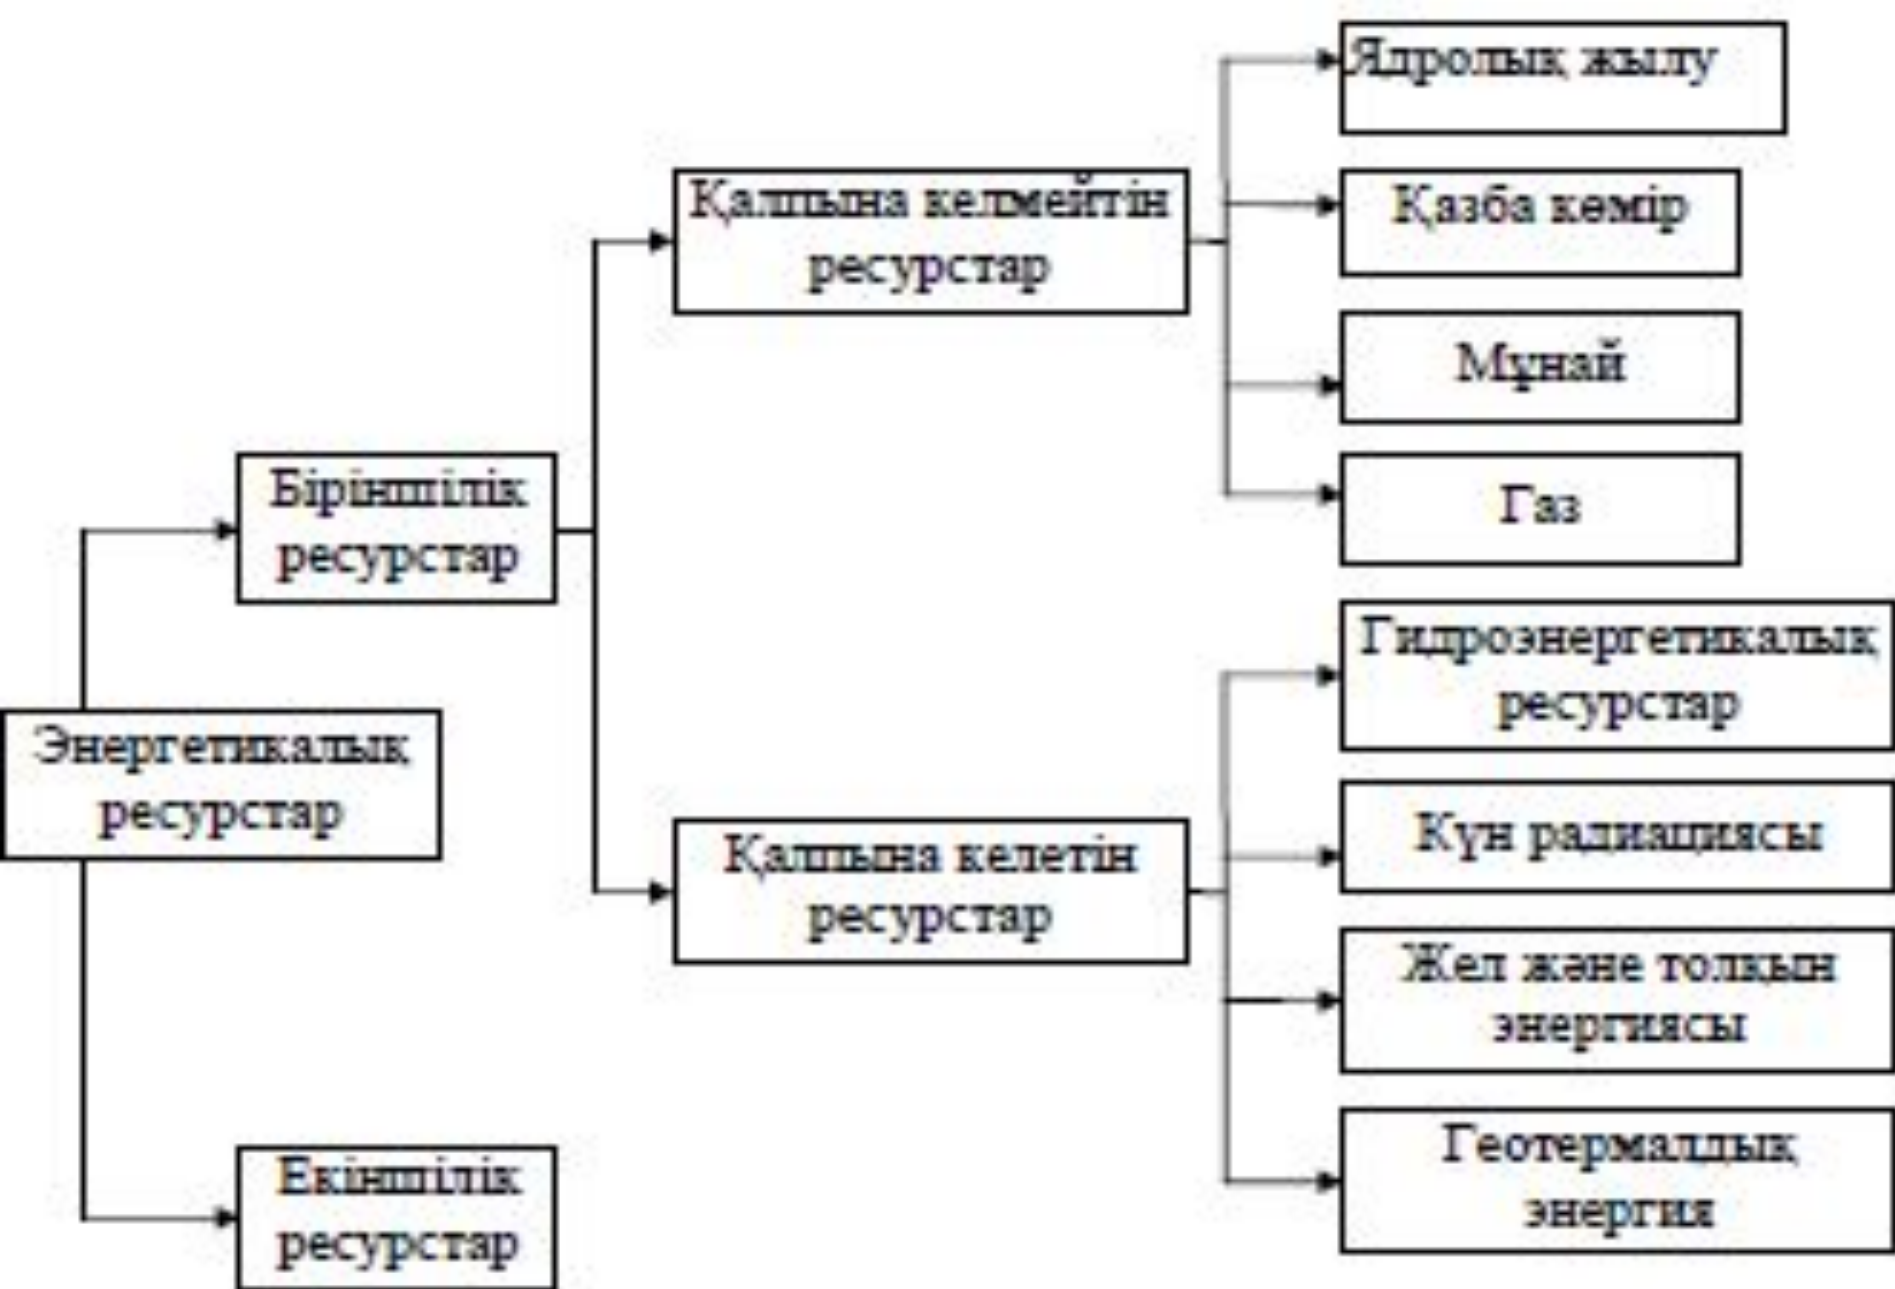 Ядролық жылу
Қалпына келмейтін
ресурстар
Қазба көмір
Мұнай
Газ
Біріншілік
ресурстар
Гидроэнергетикалық
ресурстар
Энергетикалық
ресурстар
Қалпына келетін
ресурстар
Күн радиациясы
Жел және толқын
энергиясы
Геотермалдық
энергия
Екіншілік
ресурстар